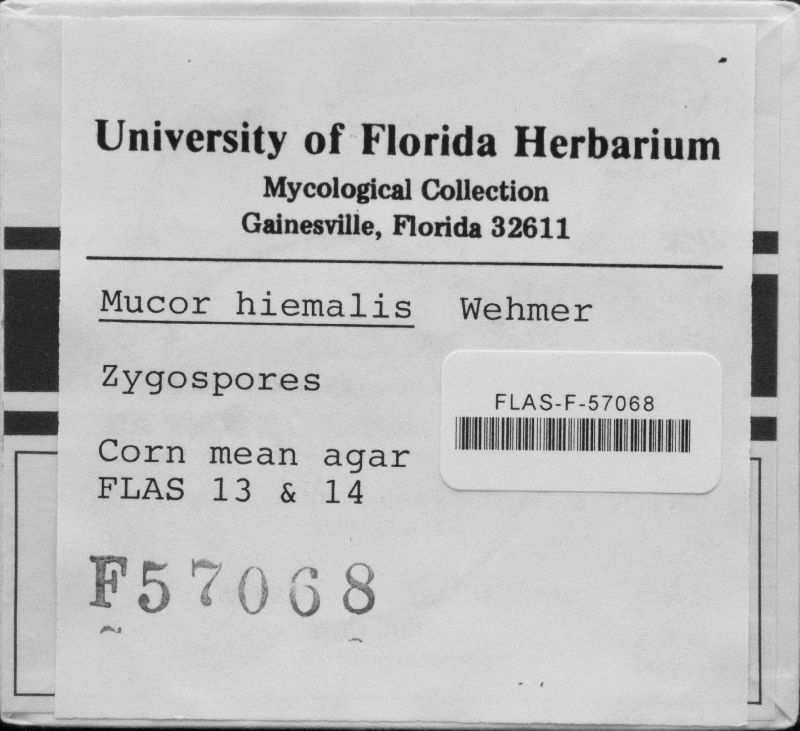 University of Florida Herbarium
Mycological Collection
Gainesville, Florida 32611
Mucor hiemalis Wehmer
Zygospores
FLAS-F-57068
Corn mean agar
FLAS 13 & 14
F57068